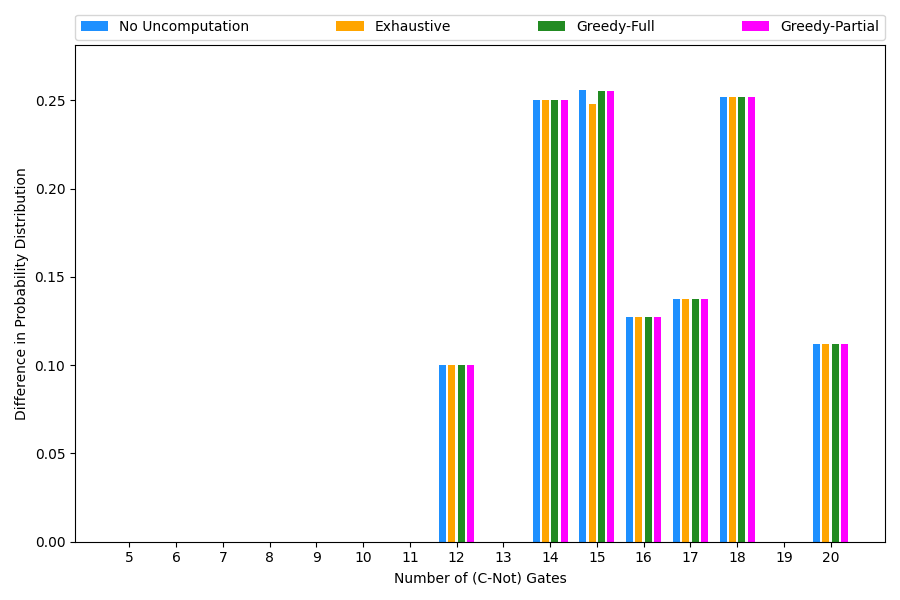 No Uncomputation Exhaustive Greedy-Full Greedy-Partial
Difference in Probability Distribution
0.25
0.20
0.15
0.10
0.05
0.00
5 6 7 8 9 10 11 12 13 14 15 16 17 18 19 20
Number of (C-Not) Gates